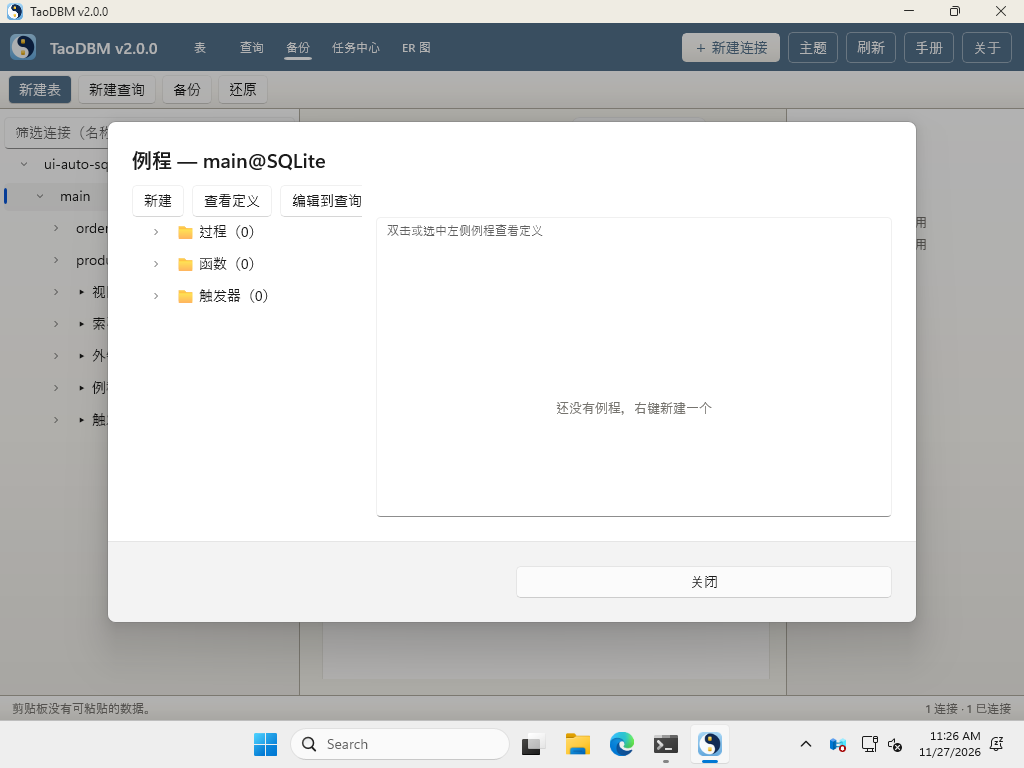 TaoDBM v2.0.0
TaoDBM v2.0.0
表
查询
备份
任务中心
ER 图
+ 新建连接
主题
刷新
手册
关于
新建表
新建查询
备份
还原
筛选连接（名称
ui-auto-sq
main
order
produ
视
索
外
例
触
用
用
例程 — main@SQLite
新建
查看定义
编辑到查询
过程（0）
函数（0）
触发器（0）
双击或选中左侧例程查看定义
还没有例程，右键新建一个
关闭
剪贴板没有可粘贴的数据。
1 连接 · 1 已连接
Search
11:26 AM
11/27/2026